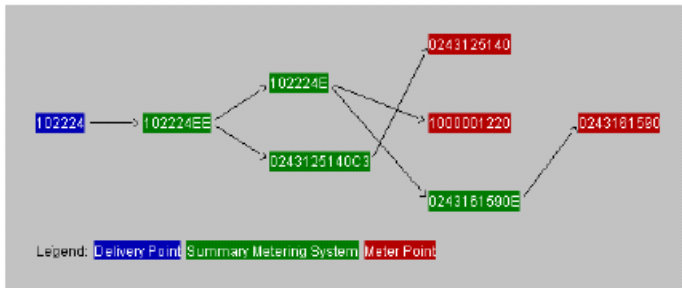 0243125140
102224E
102224
102224EE
1000001220
0243161590
0243125140C3
0243161590E
Legend: Delivery Point Summary Metering System Meter Point